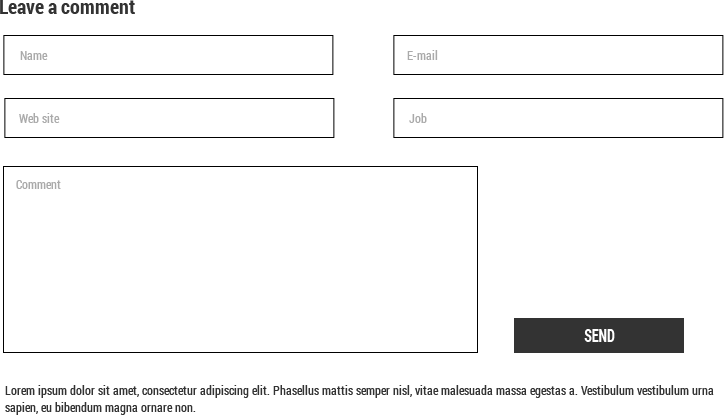 Leave a comment
Name
E-mail
Web site
Job
Comment
SEND
Lorem ipsum dolor sit amet, consectetur adipiscing elit. Phasellus mattis semper nisl, vitae malesuada massa egestas a. Vestibulum vestibulum urna
sapien, eu bibendum magna ornare non.